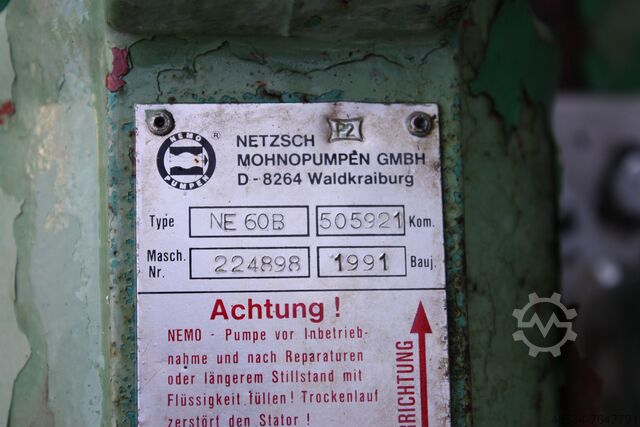 NEMO ®
PUMPEN
P2
NETZSCH
MOHNOPUMPEN GMBH
D-8264 Waldkraiburg
Type NE 60B 505921 Kom.
Masch. Nr. 224898 1991 Bauj.
Achtung !
NEMO - Pumpe vor Inbetrieb-
nahme und nach Reparaturen
oder längerem Stillstand mit
Flüssigkeit füllen! Trockenlauf
zerstört den Stator !